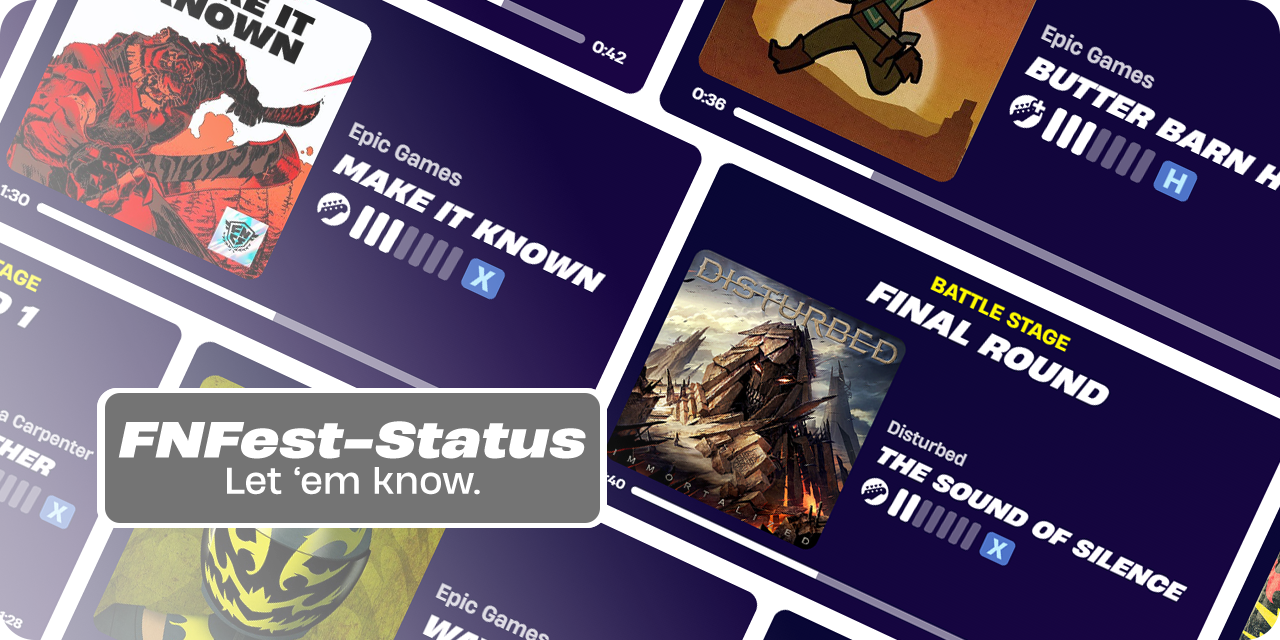 KE IT
KNOWN
1:30
Epic Games
MAKE IT KNOWN
X
0:42
0:36
Epic Games
BUTTER BARN H
H
DISTURBED
IMMORTALIZED
BATTLE STAGE
FINAL ROUND
:40
Disturbed
THE SOUND OF SILENCE
X
TAGE
D 1
a Carpenter
THER
X
1:28
FNFest-Status
Let ‘em know.
Epic Games